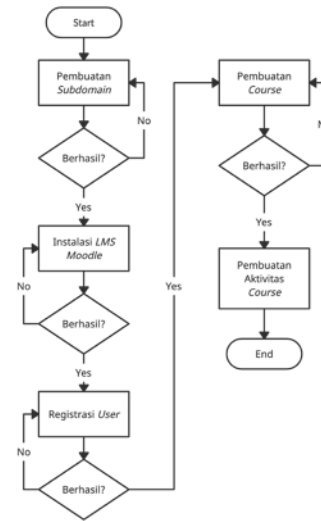 Start
Pembuatan
Subdomain
No
Berhasil?
Yes
Instalasi LMS
Moodle
No
Berhasil?
Yes
Registrasi User
No
Berhasil?
Yes
Pembuatan
Course
Berhasil?
Yes
Pembuatan
Aktivitas
Course
End